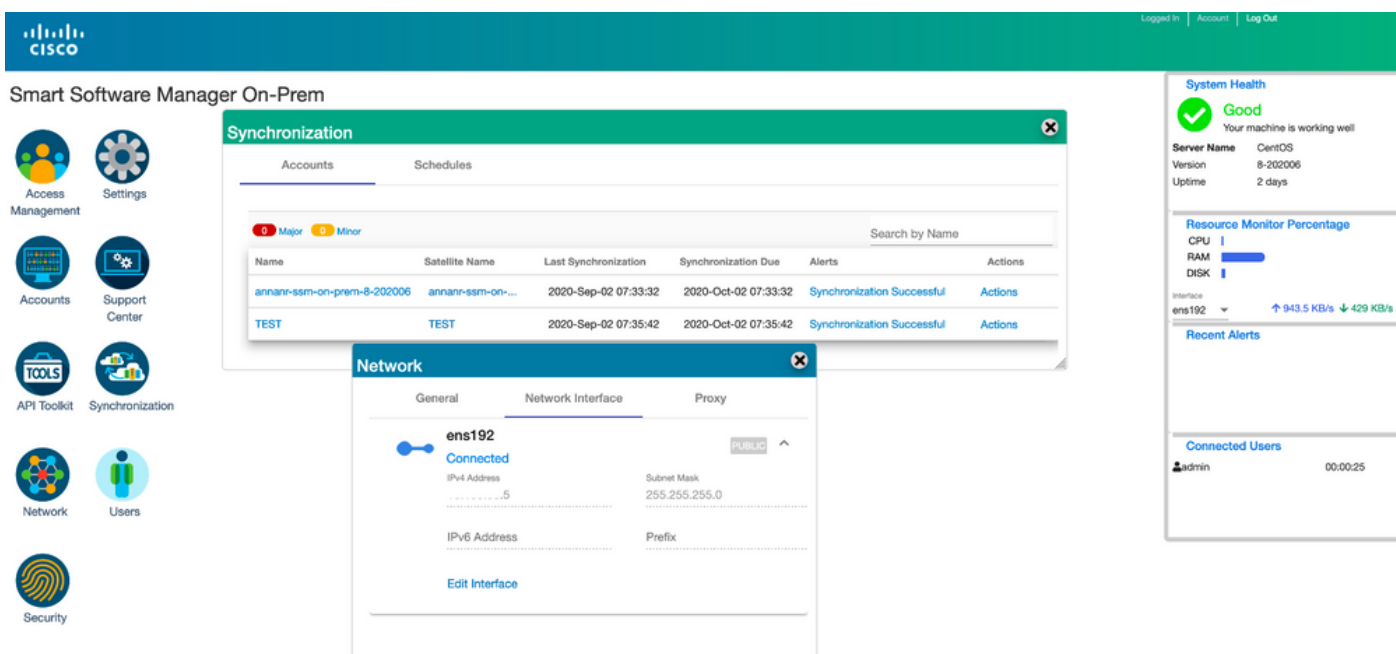 Logged In | Account | Log Out
CISCO
Smart Software Manager On-Prem
Access
Management
Settings
Accounts
Support
Center
TOOLS
API Toolkit
Synchronization
Network
Users
Security
Synchronization
Accounts Schedules
0 Major 0 Minor Search by Name
Name Satellite Name Last Synchronization Synchronization Due Alerts Actions
annanr-ssm-on-prem-8-202006 annanr-ssm-on-... 2020-Sep-02 07:33:32 2020-Oct-02 07:33:32 Synchronization Successful Actions
TEST TEST 2020-Sep-02 07:35:42 2020-Oct-02 07:35:42 Synchronization Successful Actions
Network
General Network Interface Proxy
ens192 PUBLIC
Connected
IPv4 Address Subnet Mask
5 255.255.255.0
IPv6 Address Prefix
Edit Interface
System Health
Good
Your machine is working well
Server Name CentOS
Version 8-202006
Uptime 2 days
Resource Monitor Percentage
CPU
RAM
DISK
Interface
ens192 943.5 KB/s 429 KB/s
Recent Alerts
Connected Users
admin 00:00:25